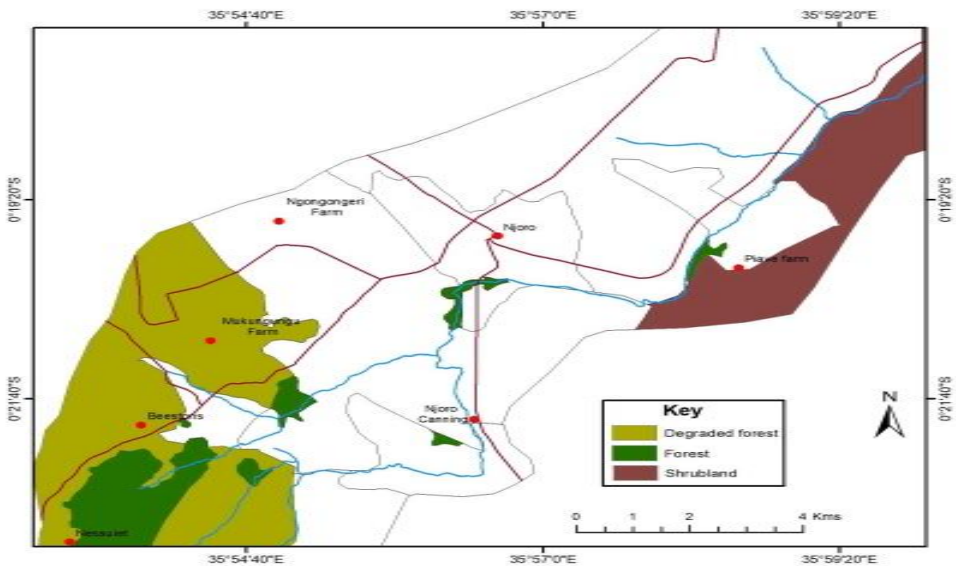 35°54'40"E
35°57'0"E
35°59'20"E
0°19'20"S
0°19'20"S
Ngongongeri
Farm
Njoro
Piave farm
Mukungugu
Farm
0°21'40"S
0°21'40"S
Beestons
Njoro
Canning
N
Key
Degraded forest
Forest
Shrubland
Nessuiet
0 1 2 4 Kms
35°54'40"E
35°57'0"E
35°59'20"E